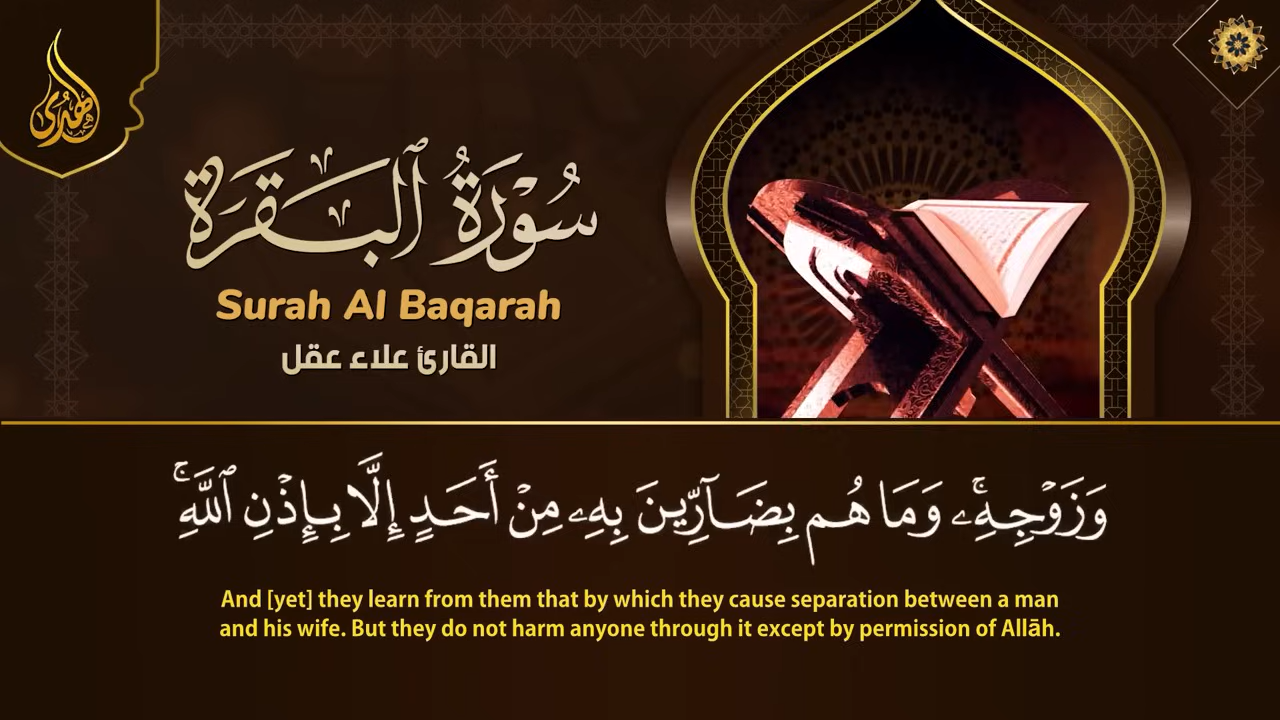 الهدى
سُورَةُ ٱلْبَقَرَة
Surah Al Baqarah
القارئ علاء عقل
وَزَوْجِهِۦۚ وَمَا هُم بِضَآرِّينَ بِهِۦ مِنْ أَحَدٍ إِلَّا بِإِذْنِ ٱللَّهِۚ
And [yet] they learn from them that by which they cause separation between a man
and his wife. But they do not harm anyone through it except by permission of Allāh.